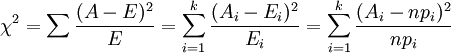 χ² = ∑ (A − E)² / E = ∑_{i=1}^{k} (A_i − E_i)² / E_i = ∑_{i=1}^{k} (A_i − np_i)² / np_i